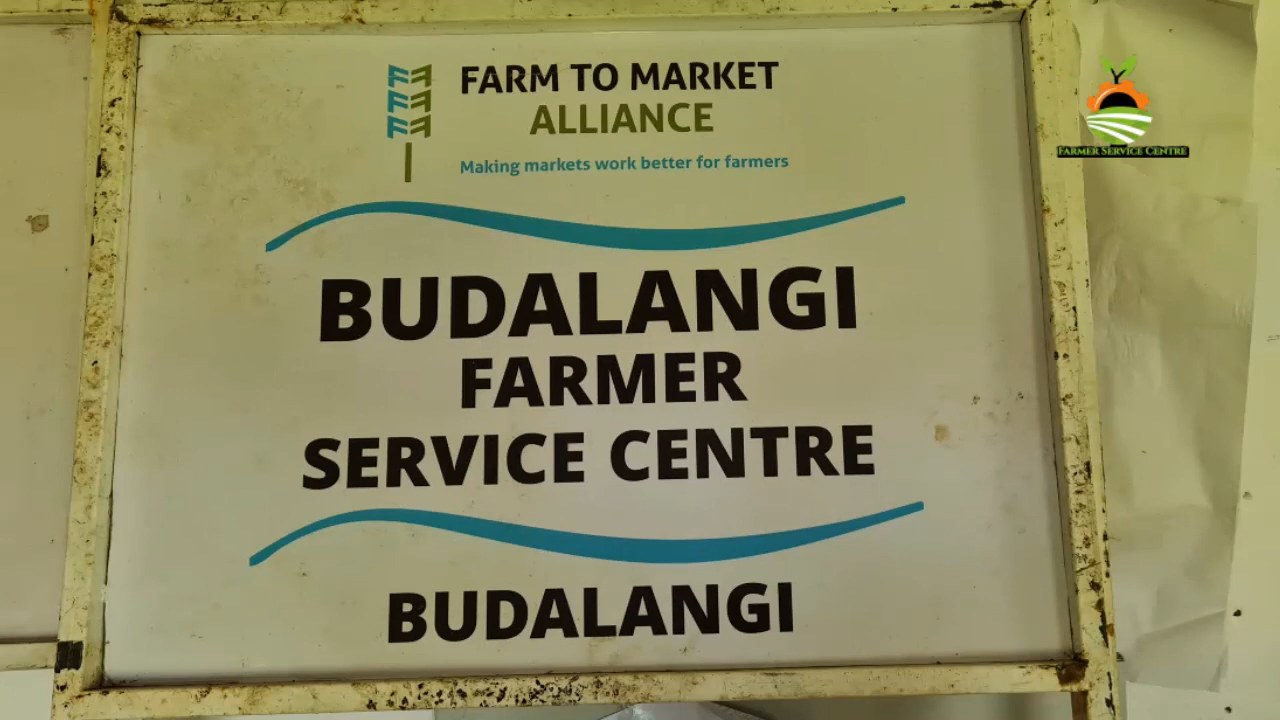 FARM TO MARKET
ALLIANCE
Making markets work better for farmers
BUDALANGI
FARMER
SERVICE CENTRE
BUDALANGI
FARMER SERVICE CENTRE